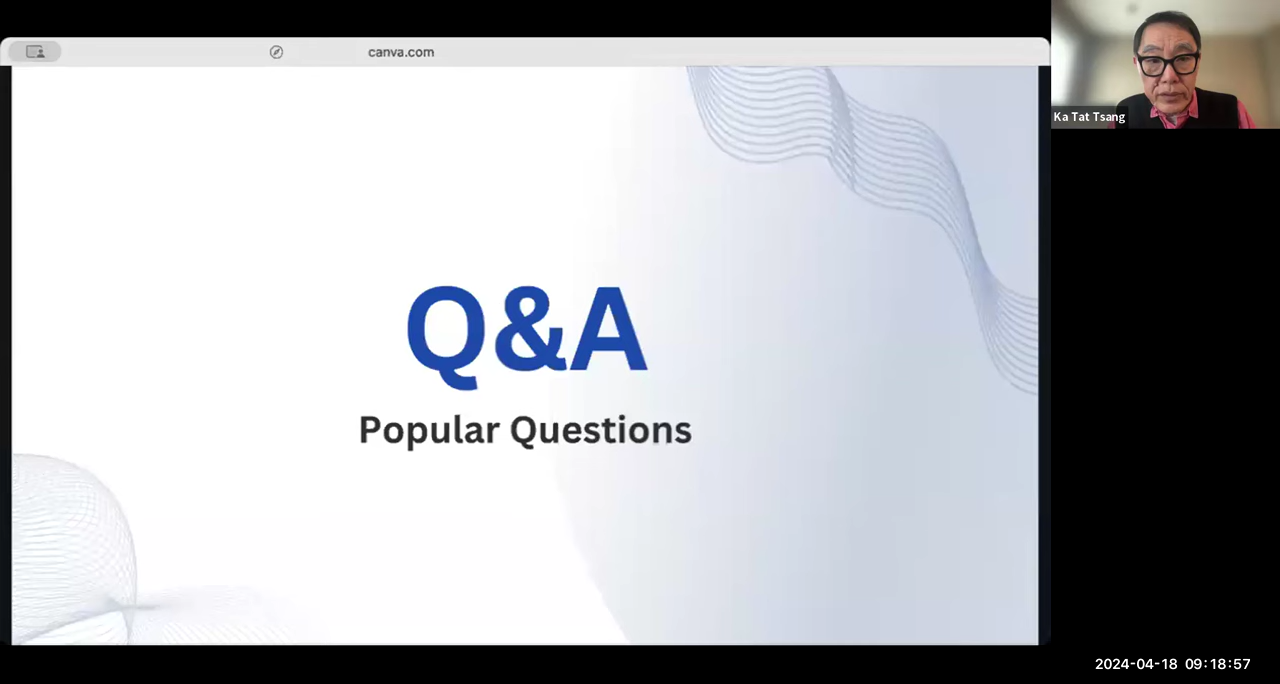 canva.com
Ka Tat Tsang
Q&A
Popular Questions
2024-04-18 09:18:57